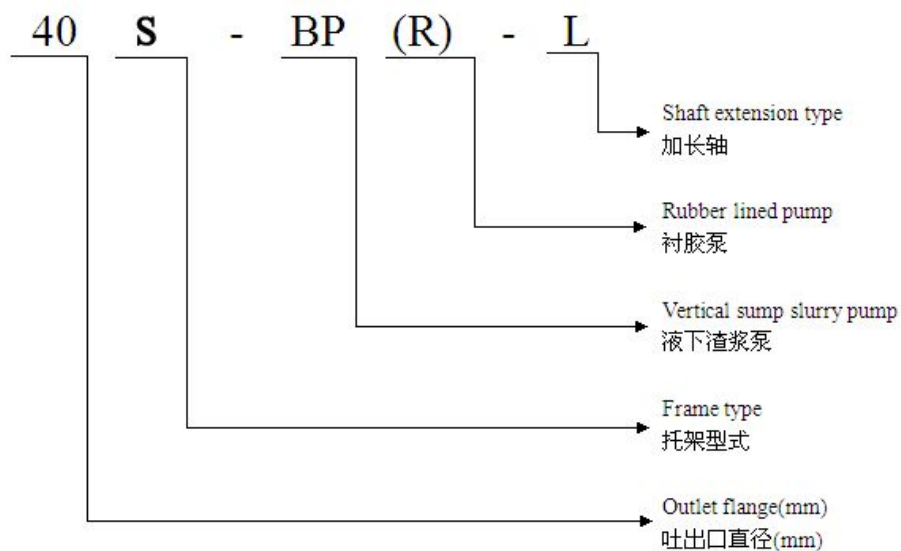 40 S - BP (R) - L
Shaft extension type
加长轴
Rubber lined pump
衬胶泵
Vertical sump slurry pump
液下渣浆泵
Frame type
托架型式
Outlet flange(mm)
吐出口直径(mm)